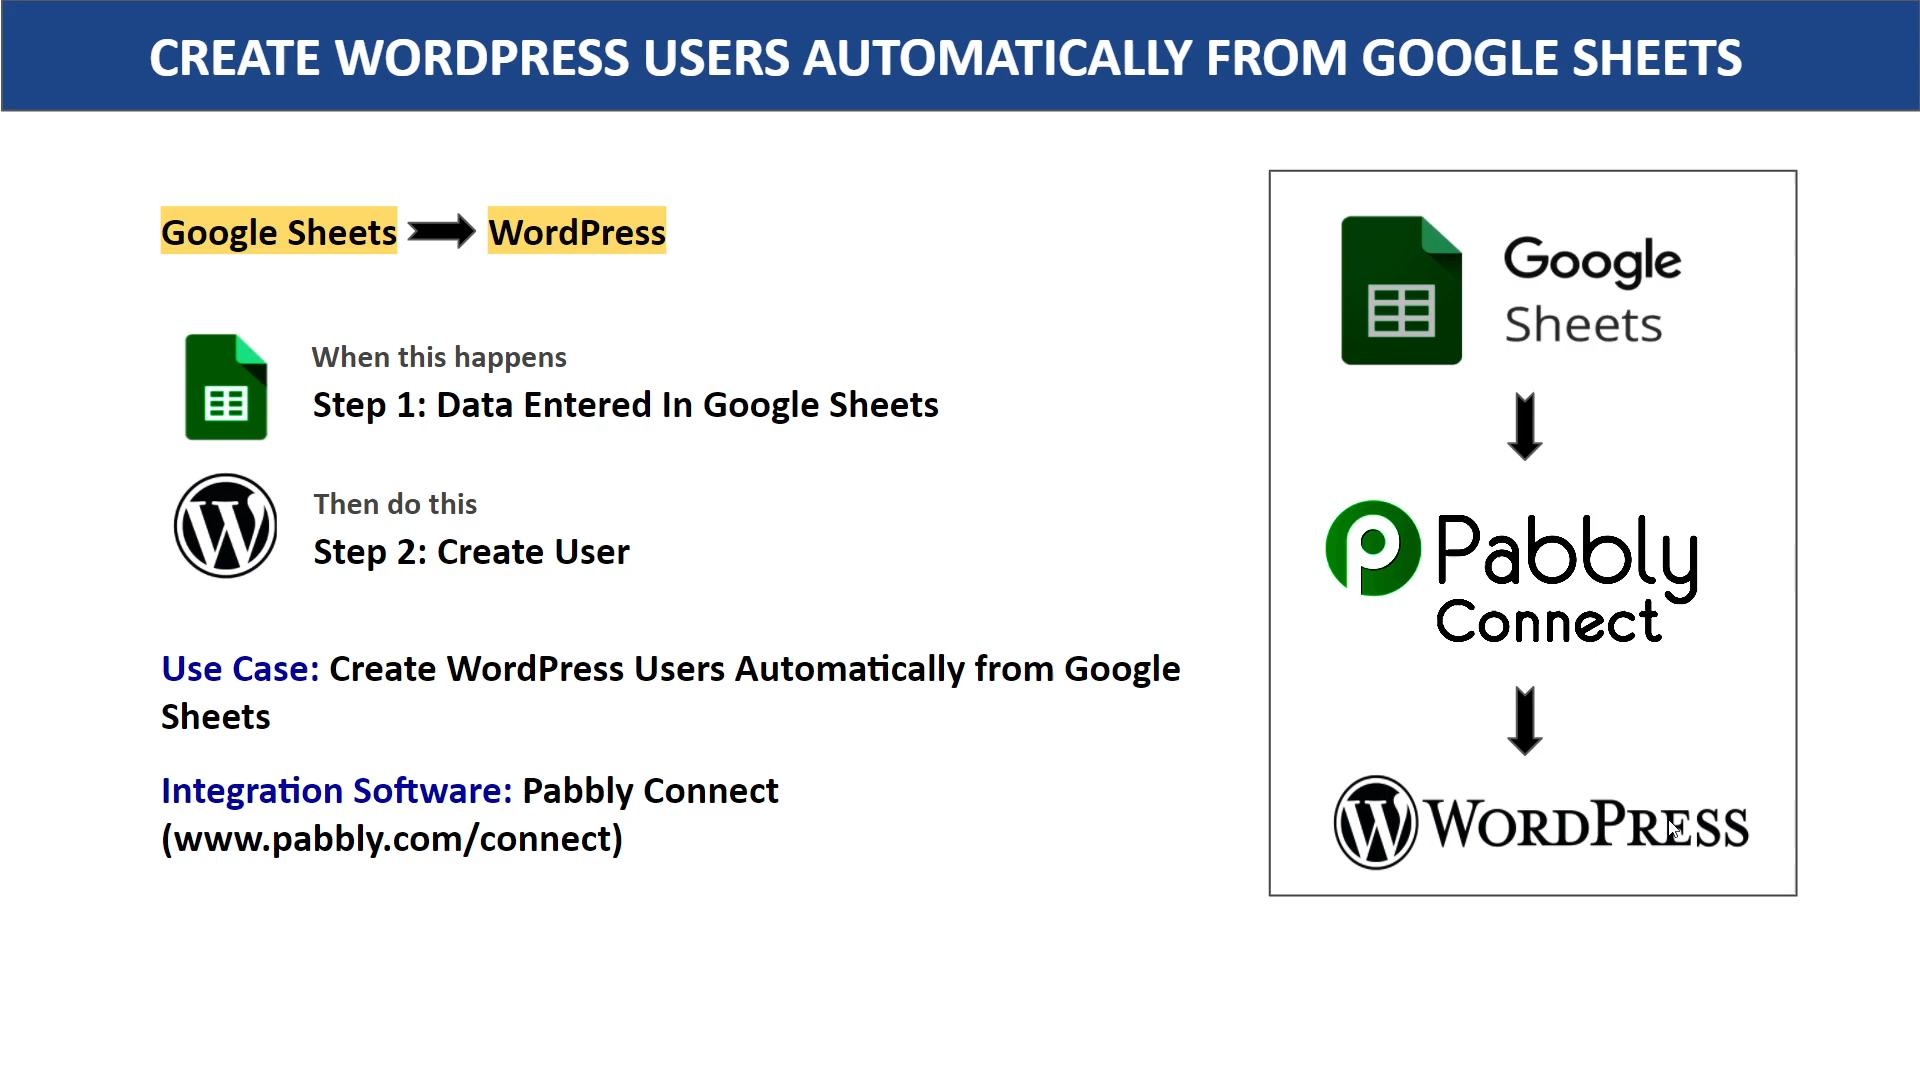 CREATE WORDPRESS USERS AUTOMATICALLY FROM GOOGLE SHEETS
Google Sheets WordPress
When this happens
Step 1: Data Entered In Google Sheets
Then do this
Step 2: Create User
Use Case: Create WordPress Users Automatically from Google
Sheets
Integration Software: Pabbly Connect
(www.pabbly.com/connect)
Google
Sheets
Pabbly
Connect
WORDPRESS